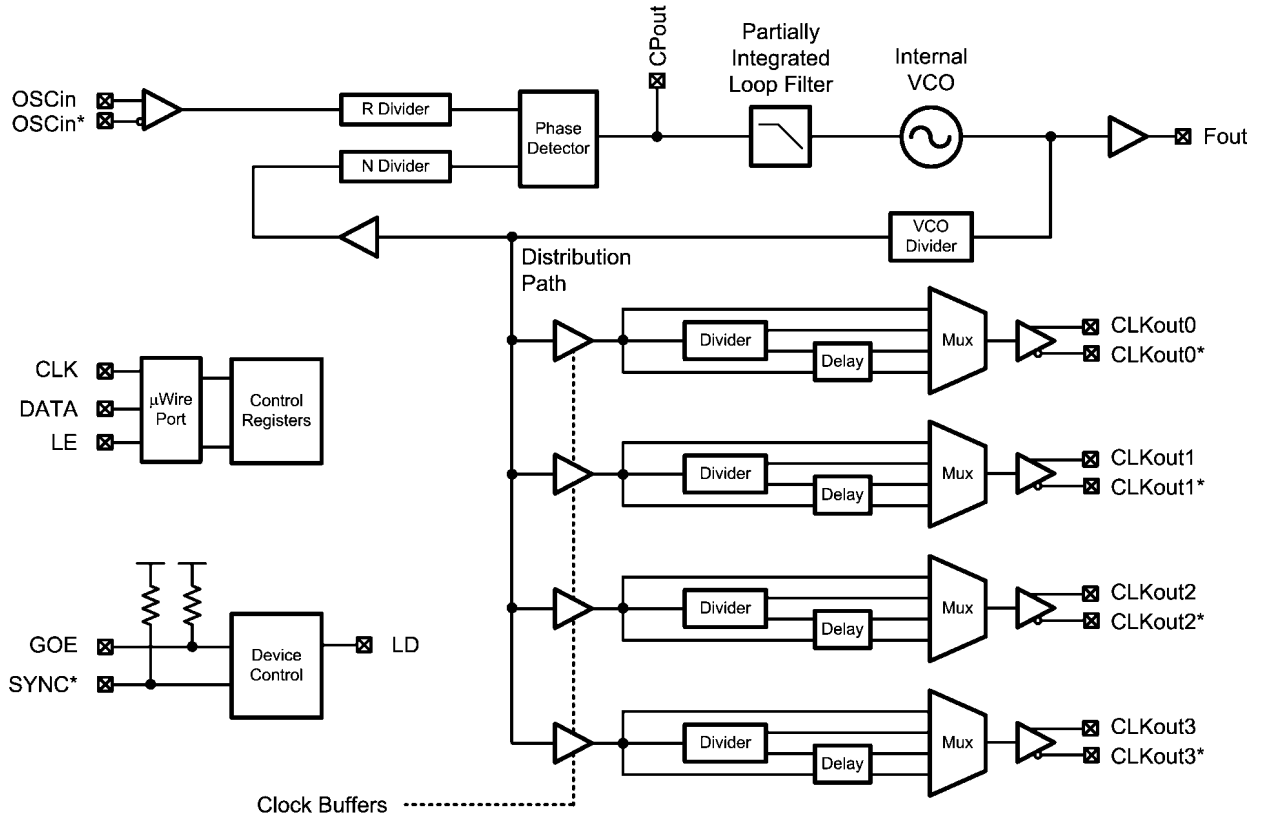 CPout
Partially
Integrated
Loop Filter
Internal
VCO
OSCin
OSCin*
R Divider
N Divider
Phase
Detector
Fout
VCO
Divider
Distribution
Path
Divider
Delay
Mux
CLKout0
CLKout0*
CLK
DATA
LE
µWire
Port
Control
Registers
Divider
Delay
Mux
CLKout1
CLKout1*
Divider
Delay
Mux
CLKout2
CLKout2*
GOE
SYNC*
Device
Control
LD
Divider
Delay
Mux
CLKout3
CLKout3*
Clock Buffers